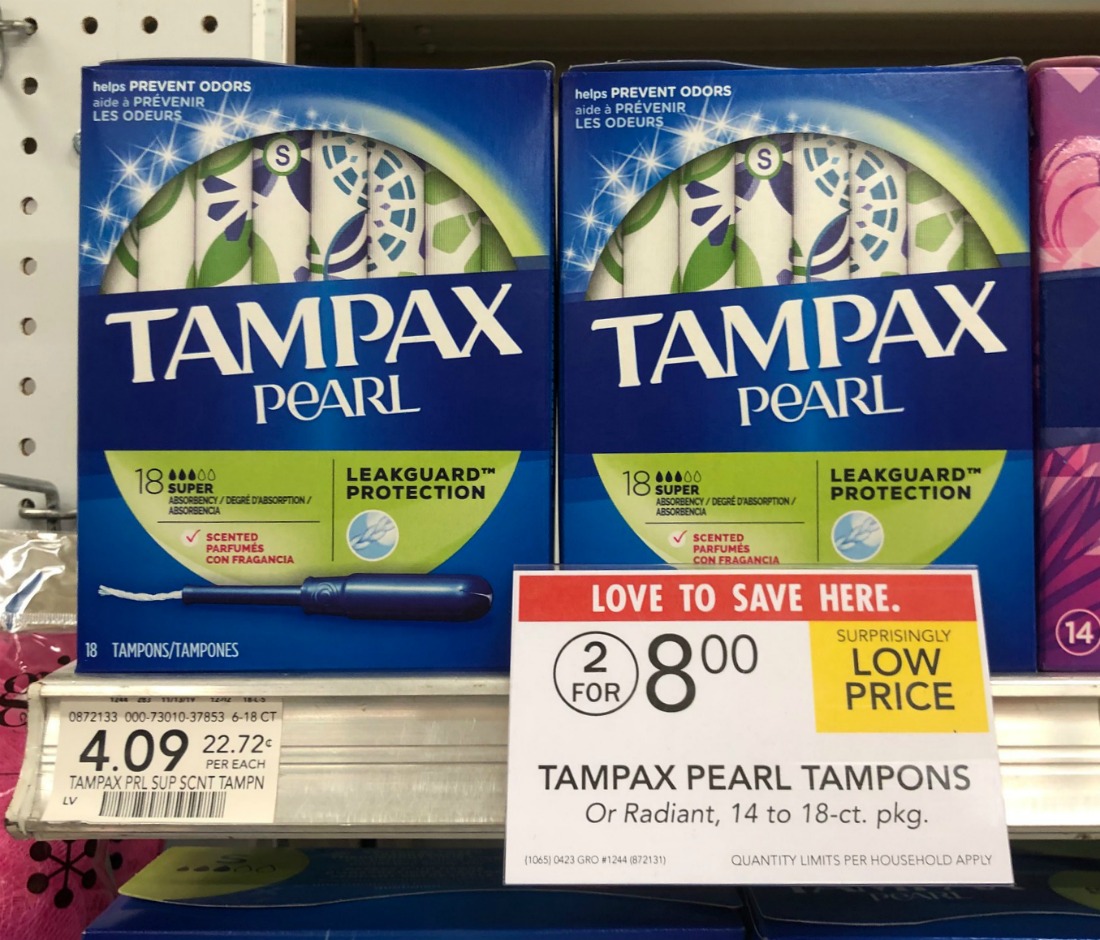 helps PREVENT ODORS
aide à PRÉVENIR
LES ODEURS
S
TAMPAX
PEARL
18 SUPER
ABSORBENCY / DEGRÉ D'ABSORPTION /
ABSORBENCIA
SCENTED
PARFUMÉS
CON FRAGANCIA
LEAKGUARD™
PROTECTION
18 TAMPONS/TAMPONES
helps PREVENT ODORS
aide à PRÉVENIR
LES ODEURS
S
TAMPAX
PEARL
18 SUPER
ABSORBENCY / DEGRÉ D'ABSORPTION /
ABSORBENCIA
SCENTED
PARFUMÉS
CON FRAGANCIA
LEAKGUARD™
PROTECTION
14
LOVE TO SAVE HERE.
2 FOR 8 00
SURPRISINGLY
LOW
PRICE
TAMPAX PEARL TAMPONS
Or Radiant, 14 to 18-ct. pkg.
(1065) 0423 GRO #1244 (872131) QUANTITY LIMITS PER HOUSEHOLD APPLY
0872133 000-73010-37853 6-18 CT
4.09 22.72¢
PER EACH
TAMPAX PRL SUP SCNT TAMPN
LV
S
PEARL